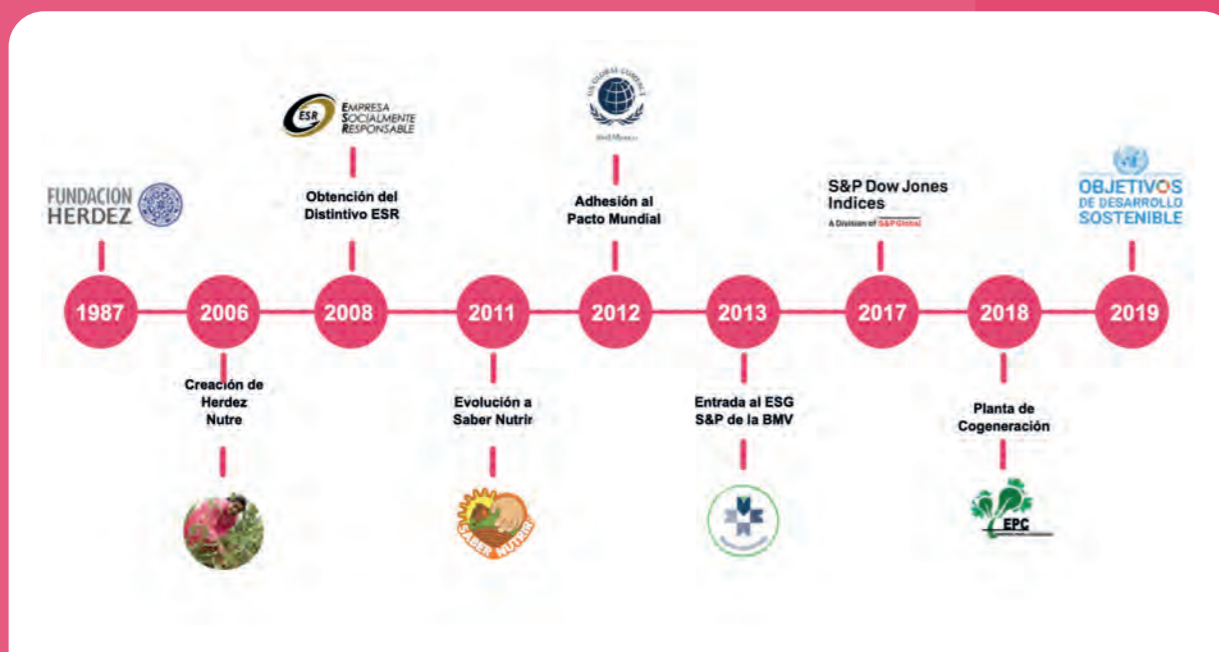 FUNDACIÓN
HERDEZ
1987
2006
Creación de
Herdez
Nutre
ESR
EMPRESA
SOCIALMENTE
RESPONSABLE
Obtención del
Distintivo ESR
2008
2011
Evolución a
Saber Nutrir
SABER NUTRIR
Adhesión al
Pacto Mundial
2012
2013
Entrada al ESG
S&P de la BMV
S&P Dow Jones
Indices
A Division of S&P Global
2017
2018
Planta de
Cogeneración
EPC
OBJETIVOS
DE DESARROLLO
SOSTENIBLE
2019